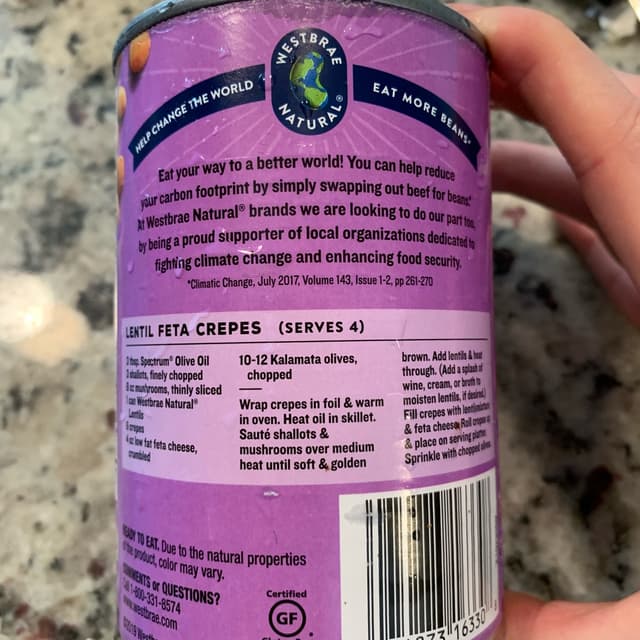 WESTBRAE
NATURAL®
HELP CHANGE THE WORLD
EAT MORE BEANS*
Eat your way to a better world! You can help reduce
your carbon footprint by simply swapping out beef for beans.*
At Westbrae Natural® brands we are looking to do our part too,
by being a proud supporter of local organizations dedicated to
fighting climate change and enhancing food security.
*Climatic Change, July 2017, Volume 143, Issue 1-2, pp 261-270
LENTIL FETA CREPES (SERVES 4)
Spectrum® Olive Oil
shallots, finely chopped
oz mushrooms, thinly sliced
can Westbrae Natural®
Lentils
crepes
oz low fat feta cheese,
crumbled
10-12 Kalamata olives,
chopped
Wrap crepes in foil & warm
in oven. Heat oil in skillet.
Sauté shallots &
mushrooms over medium
heat until soft & golden
brown. Add lentils & heat
through. (Add a splash of
wine, cream, or broth to
moisten lentils, if desired.)
Fill crepes with lentil mixture
& feta cheese. Roll crepes up
& place on serving platter.
Sprinkle with chopped olives.
READY TO EAT. Due to the natural properties
of the product, color may vary.
COMMENTS or QUESTIONS?
Call 1-800-331-8574
www.westbrae.com
©2019
Certified
GF
16330